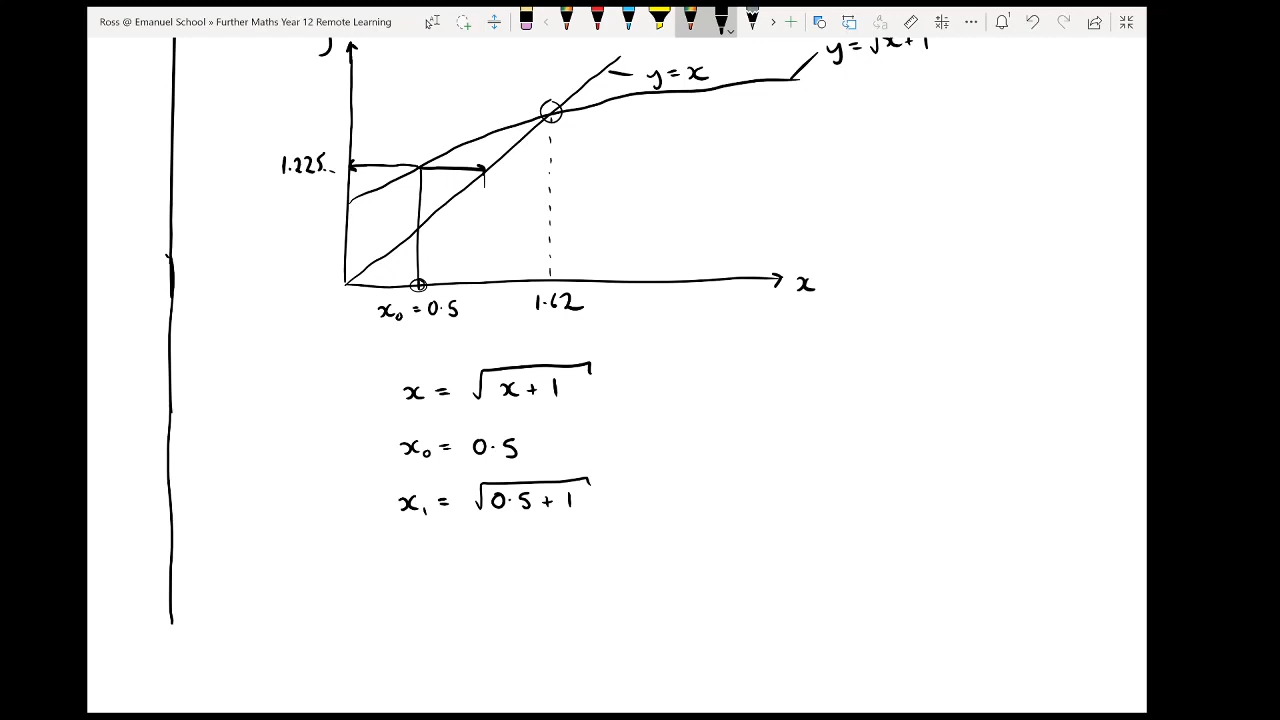 Ross @ Emanuel School » Further Maths Year 12 Remote Learning
y = √x + 1
y = x
1.225..
x
x₀ = 0.5
1.62
x = √(x + 1)
x₀ = 0.5
x₁ = √(0.5 + 1)